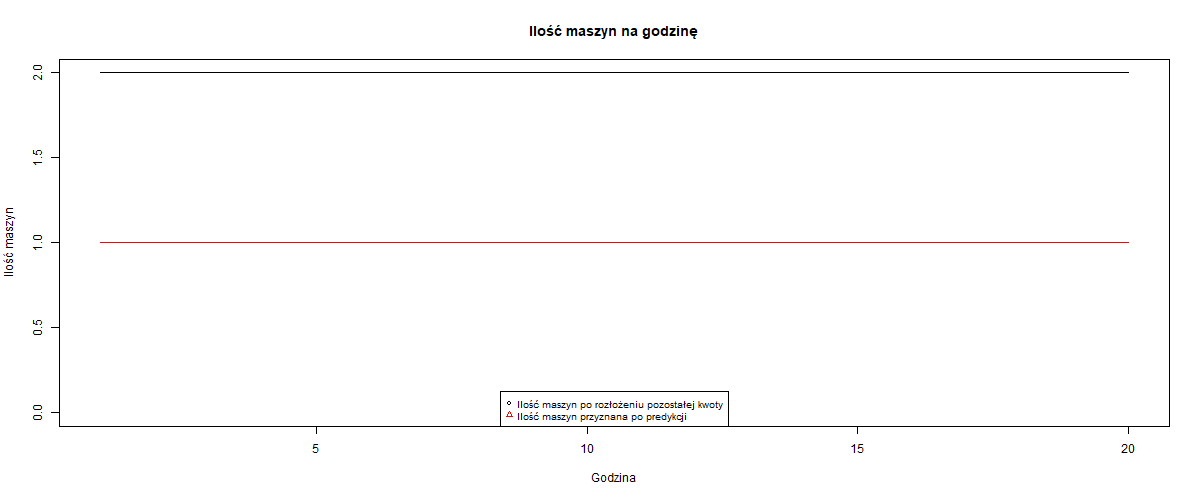 Ilość maszyn na godzinę
Ilość maszyn
2.0
1.5
1.0
0.5
0.0
Ilość maszyn po rozłożeniu pozostałej kwoty
Ilość maszyn przyznana po predykcji
5 10 15 20
Godzina